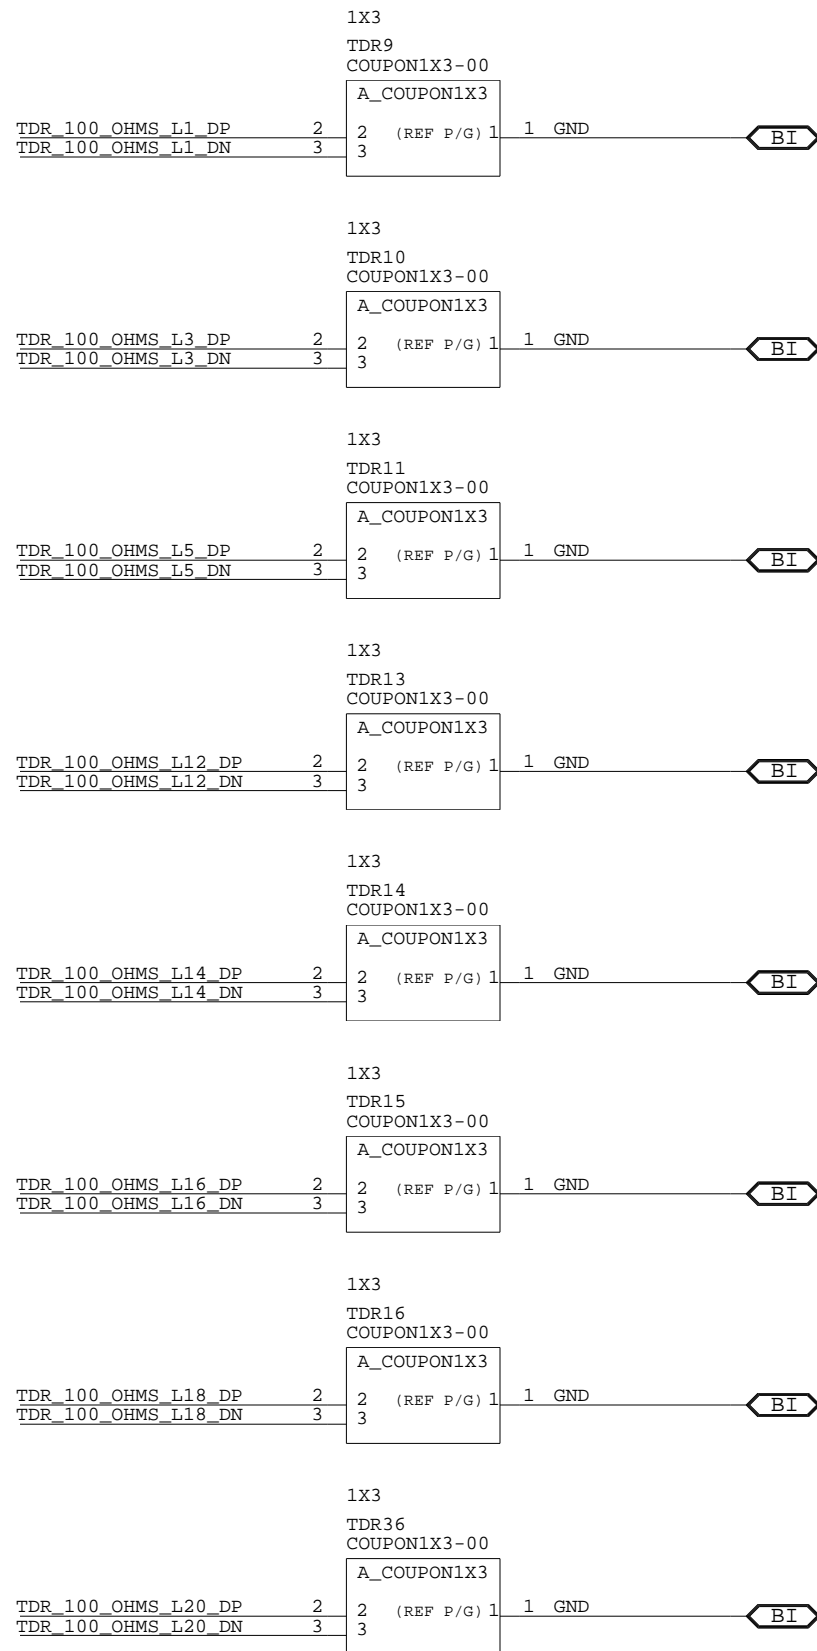 1X3
TDR9
COUPON1X3-00
A_COUPON1X3
TDR_100_OHMS_L1_DP 2 2 (REF P/G) 1 1 GND BI
TDR_100_OHMS_L1_DN 3 3
1X3
TDR10
COUPON1X3-00
A_COUPON1X3
TDR_100_OHMS_L3_DP 2 2 (REF P/G) 1 1 GND BI
TDR_100_OHMS_L3_DN 3 3
1X3
TDR11
COUPON1X3-00
A_COUPON1X3
TDR_100_OHMS_L5_DP 2 2 (REF P/G) 1 1 GND BI
TDR_100_OHMS_L5_DN 3 3
1X3
TDR13
COUPON1X3-00
A_COUPON1X3
TDR_100_OHMS_L12_DP 2 2 (REF P/G) 1 1 GND BI
TDR_100_OHMS_L12_DN 3 3
1X3
TDR14
COUPON1X3-00
A_COUPON1X3
TDR_100_OHMS_L14_DP 2 2 (REF P/G) 1 1 GND BI
TDR_100_OHMS_L14_DN 3 3
1X3
TDR15
COUPON1X3-00
A_COUPON1X3
TDR_100_OHMS_L16_DP 2 2 (REF P/G) 1 1 GND BI
TDR_100_OHMS_L16_DN 3 3
1X3
TDR16
COUPON1X3-00
A_COUPON1X3
TDR_100_OHMS_L18_DP 2 2 (REF P/G) 1 1 GND BI
TDR_100_OHMS_L18_DN 3 3
1X3
TDR36
COUPON1X3-00
A_COUPON1X3
TDR_100_OHMS_L20_DP 2 2 (REF P/G) 1 1 GND BI
TDR_100_OHMS_L20_DN 3 3